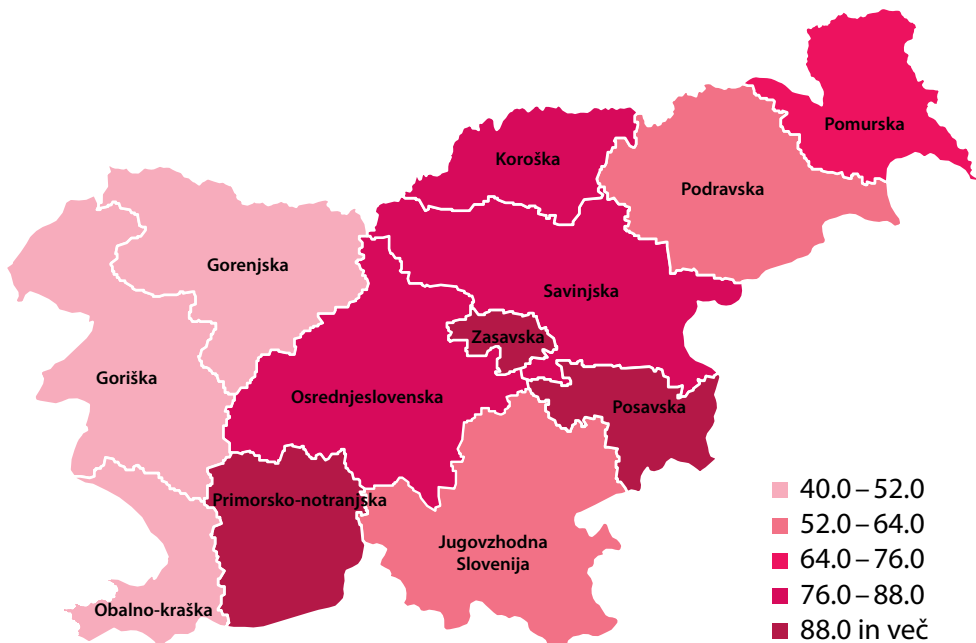 Pomurska
Koroška
Podravska
Gorenjska
Savinjska
Zasavska
Goriška
Osrednjeslovenska
Posavska
Primorsko-notranjska
Jugovzhodna
Slovenija
Obalno-kraška
40.0 – 52.0
52.0 – 64.0
64.0 – 76.0
76.0 – 88.0
88.0 in več